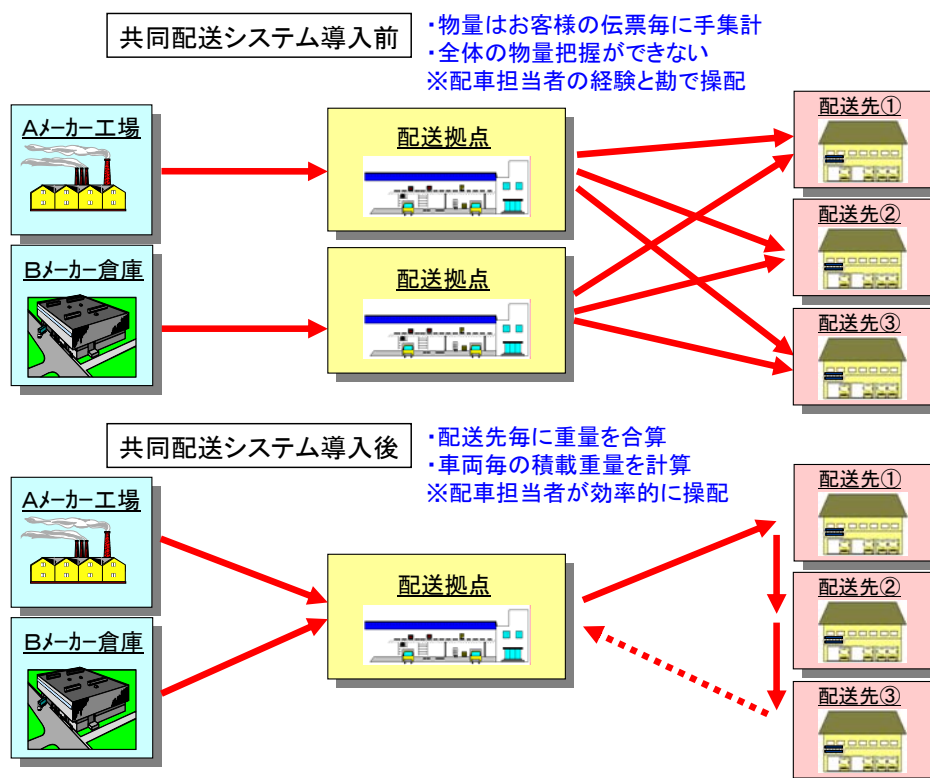 共同配送システム導入前
・物量はお客様の伝票毎に手集計
・全体の物量把握ができない
※配車担当者の経験と勘で操配
Aメーカー工場
配送拠点
配送先①
配送先②
Bメーカー倉庫
配送拠点
配送先③
共同配送システム導入後
・配送先毎に重量を合算
・車両毎の積載重量を計算
※配車担当者が効率的に操配
Aメーカー工場
配送先①
配送拠点
配送先②
Bメーカー倉庫
配送先③